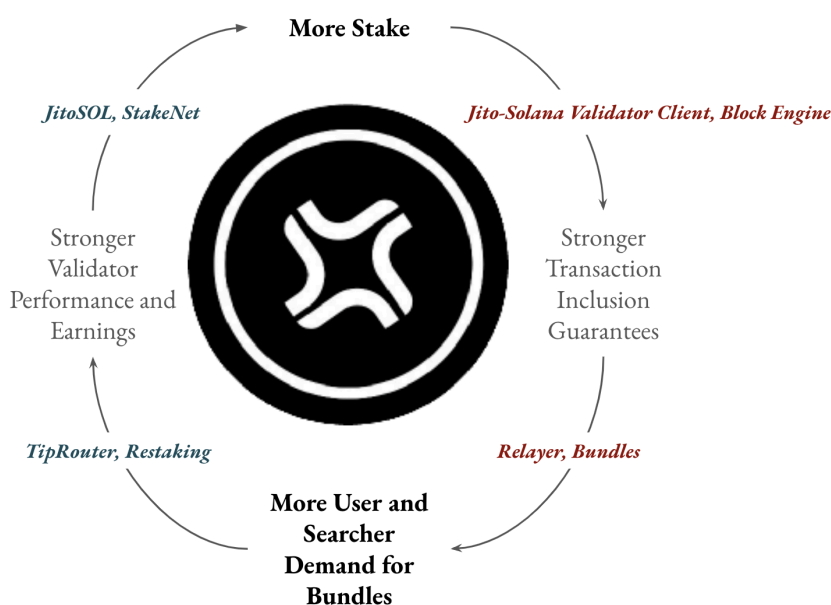 More Stake
JitoSOL, StakeNet
Jito-Solana Validator Client, Block Engine
Stronger
Validator
Performance and
Earnings
Stronger
Transaction
Inclusion
Guarantees
TipRouter, Restaking
Relayer, Bundles
More User and
Searcher
Demand for
Bundles